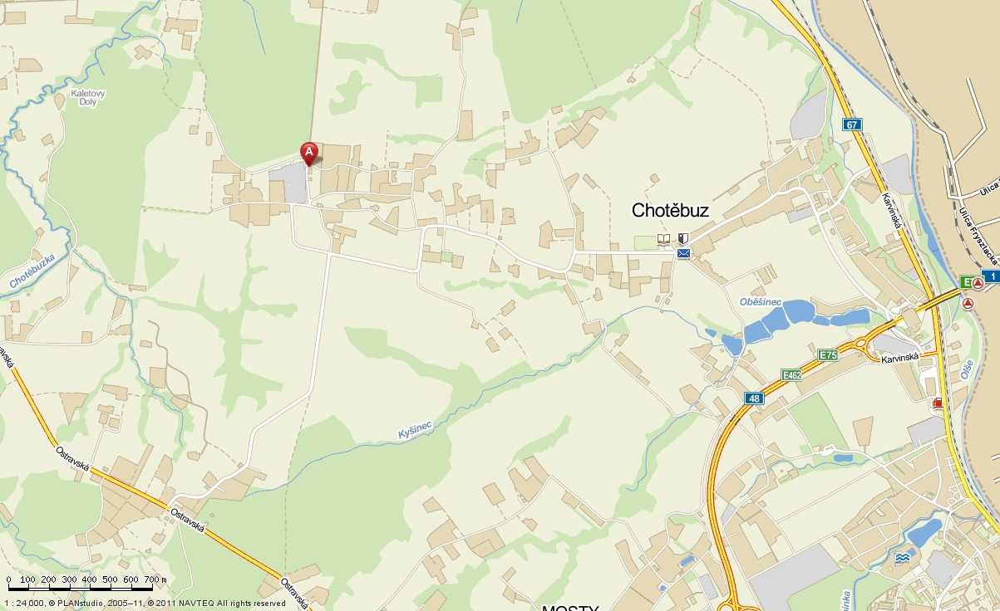 Kaletovy
Doly
A
67
Chotěbuz
Karvinská
Ulica Frysztacka
Ulica
Chotěbuzka
E
1
Oběšinec
E75
Karvinská
E462
Olše
48
Kyšinec
Ostravská
Ostravská
Ostravská
0 100 200 300 400 500 600 700 m
1 : 24 000, © PLANstudio, 2005–11, © 2011 NAVTEQ All rights reserved
MOSTY